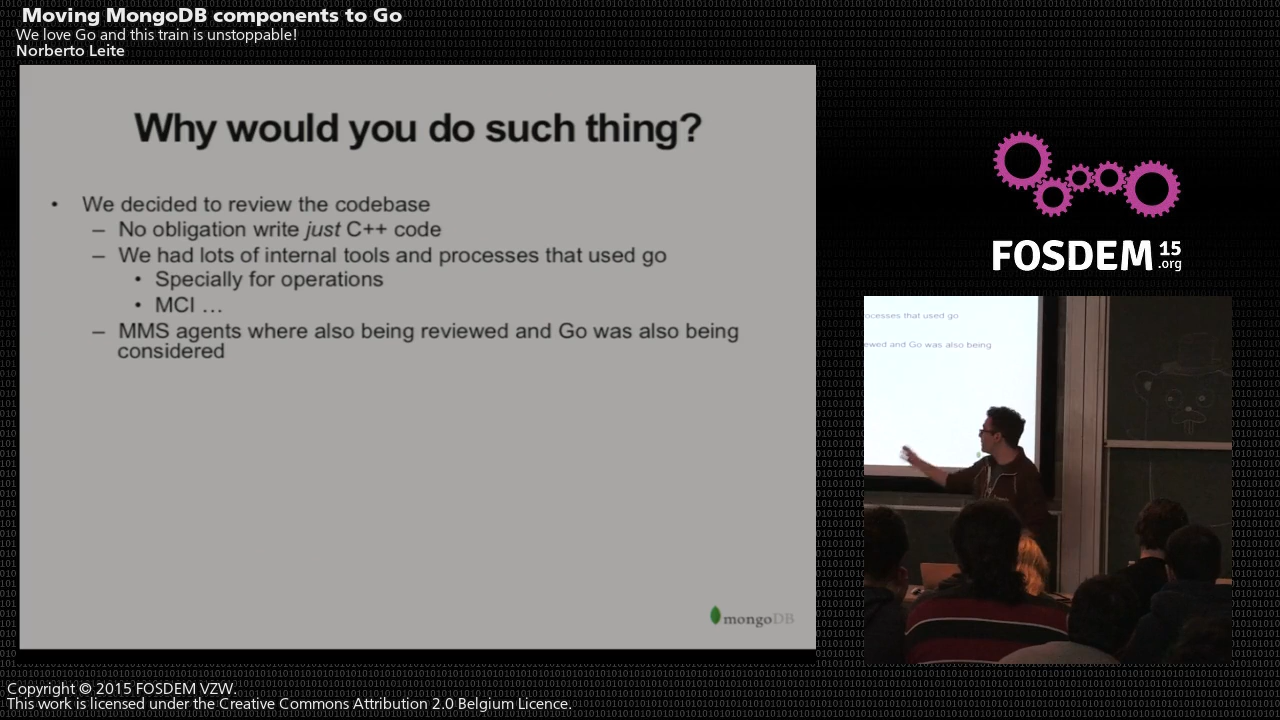 Moving MongoDB components to Go
We love Go and this train is unstoppable!
Norberto Leite
Why would you do such thing?
• We decided to review the codebase
– No obligation write just C++ code
– We had lots of internal tools and processes that used go
• Specially for operations
• MCI …
– MMS agents where also being reviewed and Go was also being
considered
mongoDB
FOSDEM 15
.org
ocesses that used go
ewed and Go was also being
Copyright © 2015 FOSDEM VZW.
This work is licensed under the Creative Commons Attribution 2.0 Belgium Licence.